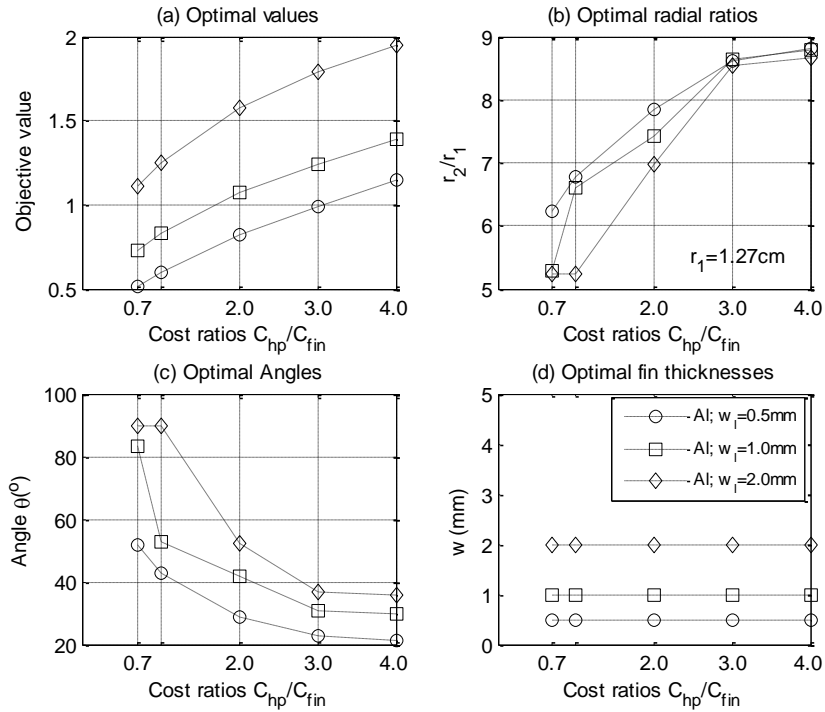 (a) Optimal values
2
1.5
1
0.5
Objective value
0.7
2.0
3.0
4.0
Cost ratios C_hp/C_fin
(b) Optimal radial ratios
9
8
7
6
5
r_2/r_1
r_1=1.27cm
0.7
2.0
3.0
4.0
Cost ratios C_hp/C_fin
(c) Optimal Angles
100
80
60
40
20
Angle θ(°)
0.7
2.0
3.0
4.0
Cost ratios C_hp/C_fin
(d) Optimal fin thicknesses
5
4
3
2
1
0
w (mm)
Al; w_l=0.5mm
Al; w_l=1.0mm
Al; w_l=2.0mm
0.7
2.0
3.0
4.0
Cost ratios C_hp/C_fin